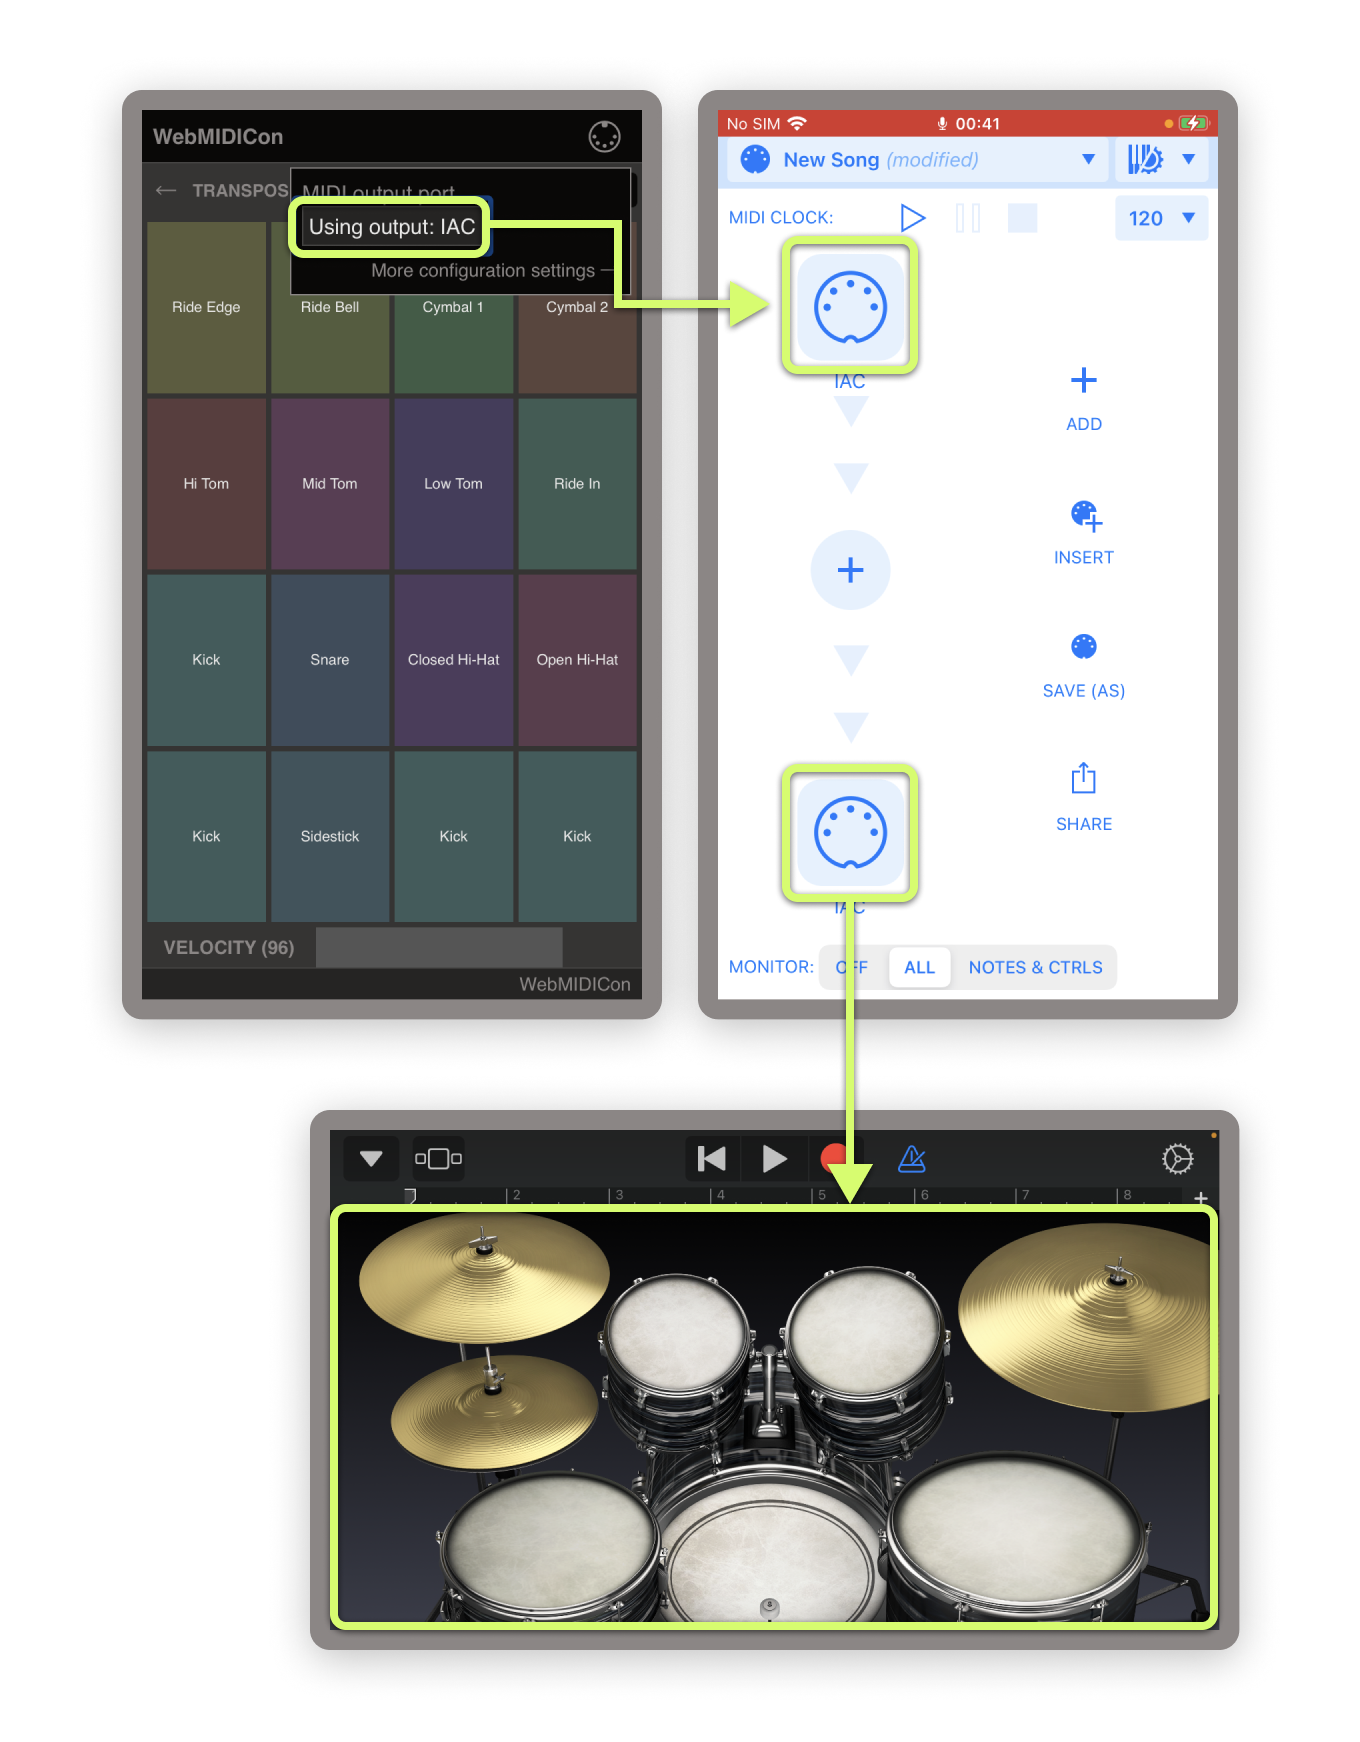 WebMIDICon
← TRANSPOS
MIDI output port
Using output: IAC
More configuration settings
Ride Edge
Ride Bell
Cymbal 1
Cymbal 2
Hi Tom
Mid Tom
Low Tom
Ride In
Kick
Snare
Closed Hi-Hat
Open Hi-Hat
Kick
Sidestick
Kick
Kick
VELOCITY (96)
WebMIDICon
No SIM
00:41
New Song (modified)
MIDI CLOCK:
120
IAC
ADD
INSERT
SAVE (AS)
SHARE
IAC
MONITOR:
OFF
ALL
NOTES & CTRLS
2
3
4
5
6
7
8